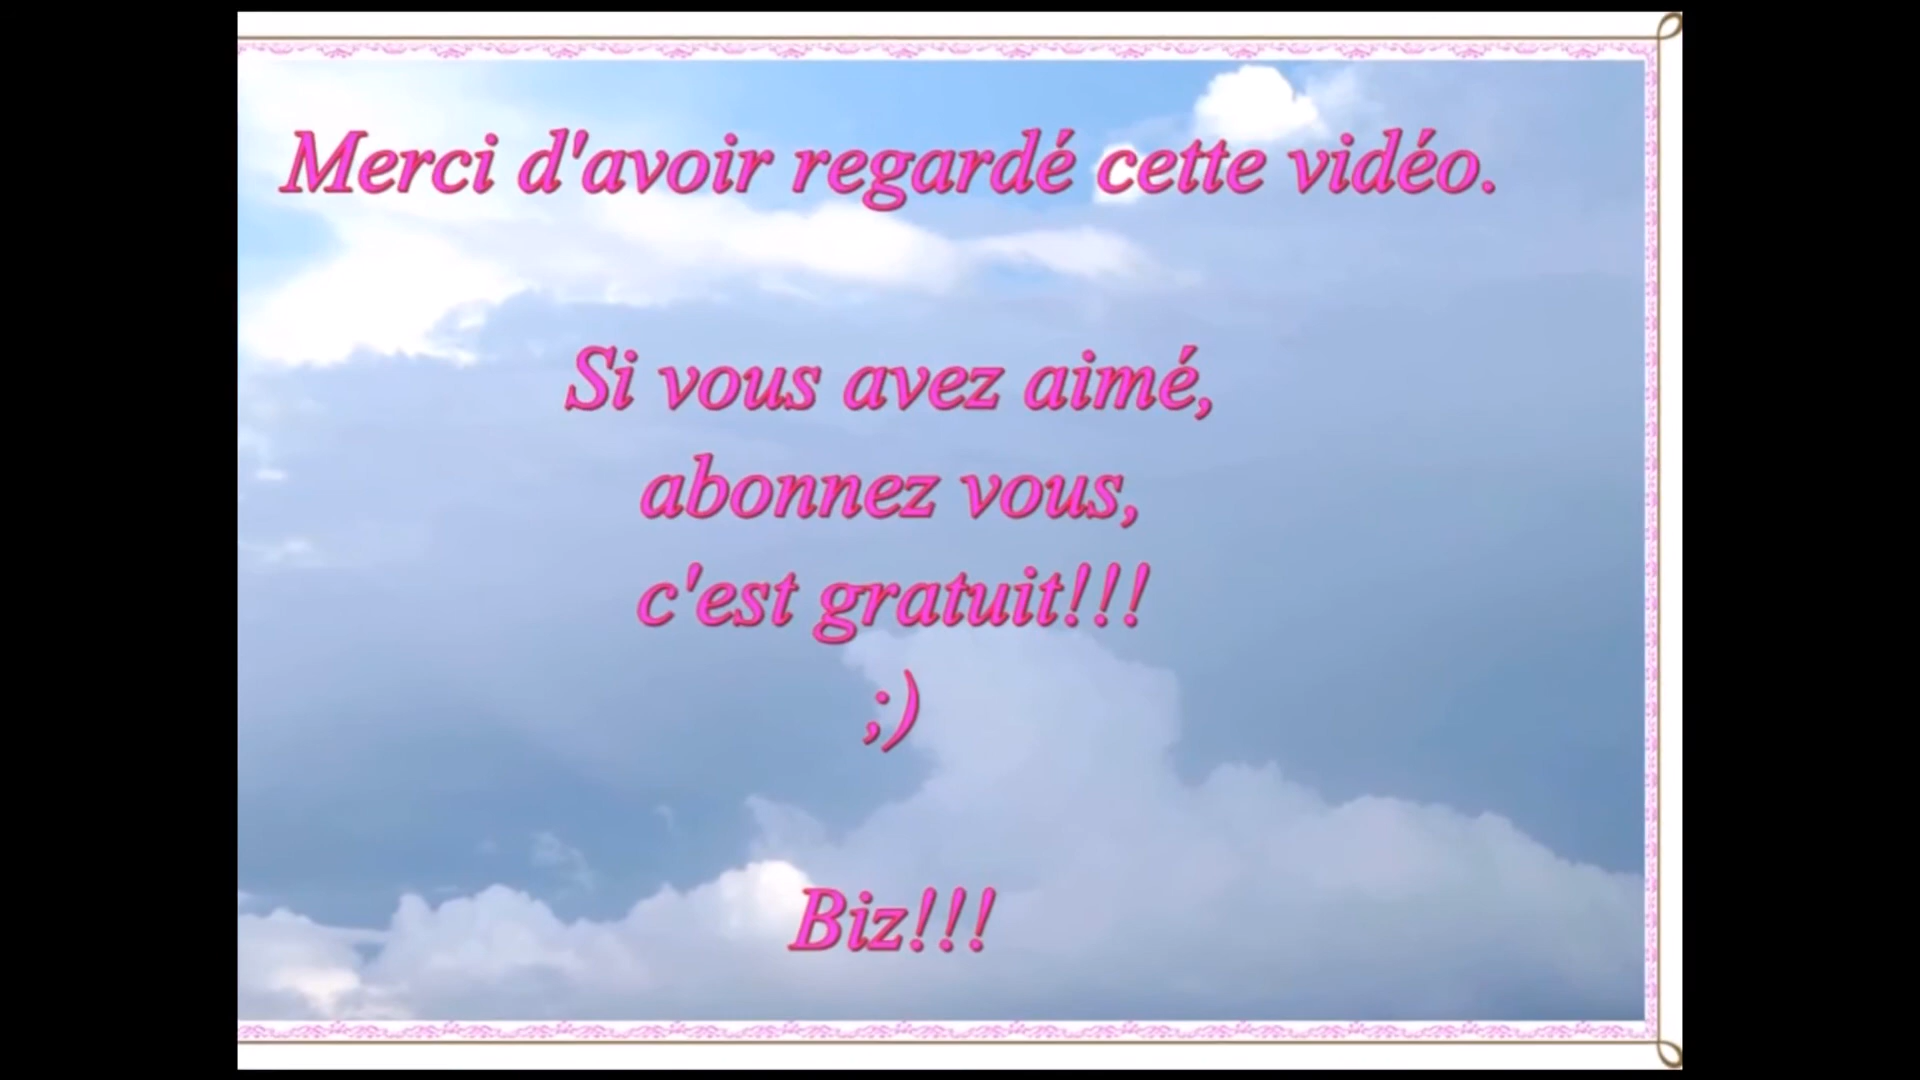 Merci d'avoir regardé cette vidéo.
Si vous avez aimé,
abonnez vous,
c'est gratuit!!!
;)
Biz!!!